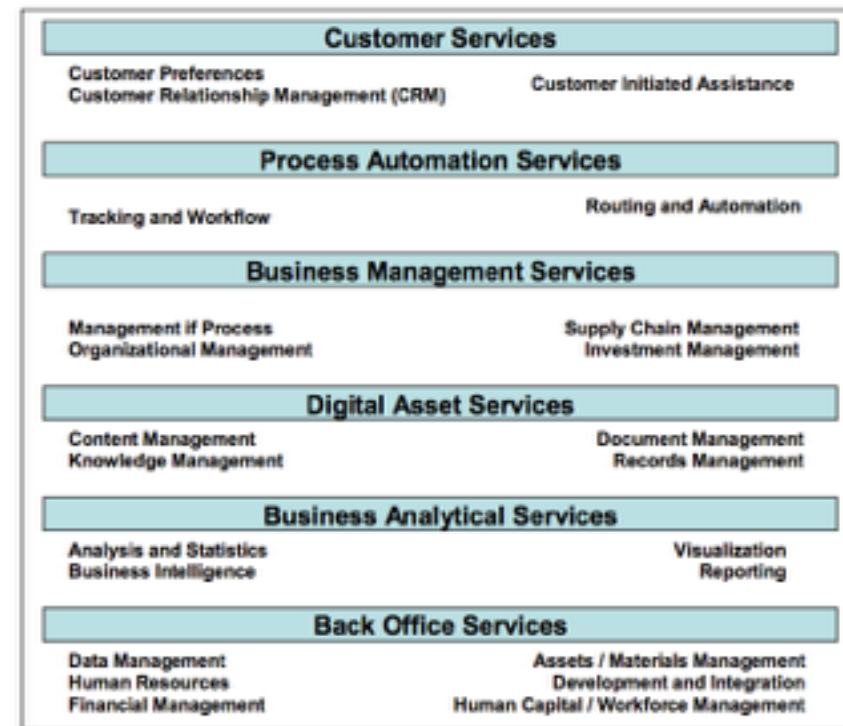 Customer Services
Customer Preferences
Customer Relationship Management (CRM)
Customer Initiated Assistance
Process Automation Services
Tracking and Workflow
Routing and Automation
Business Management Services
Management if Process
Organizational Management
Supply Chain Management
Investment Management
Digital Asset Services
Content Management
Knowledge Management
Document Management
Records Management
Business Analytical Services
Analysis and Statistics
Business Intelligence
Visualization
Reporting
Back Office Services
Data Management
Human Resources
Financial Management
Assets / Materials Management
Development and Integration
Human Capital / Workforce Management